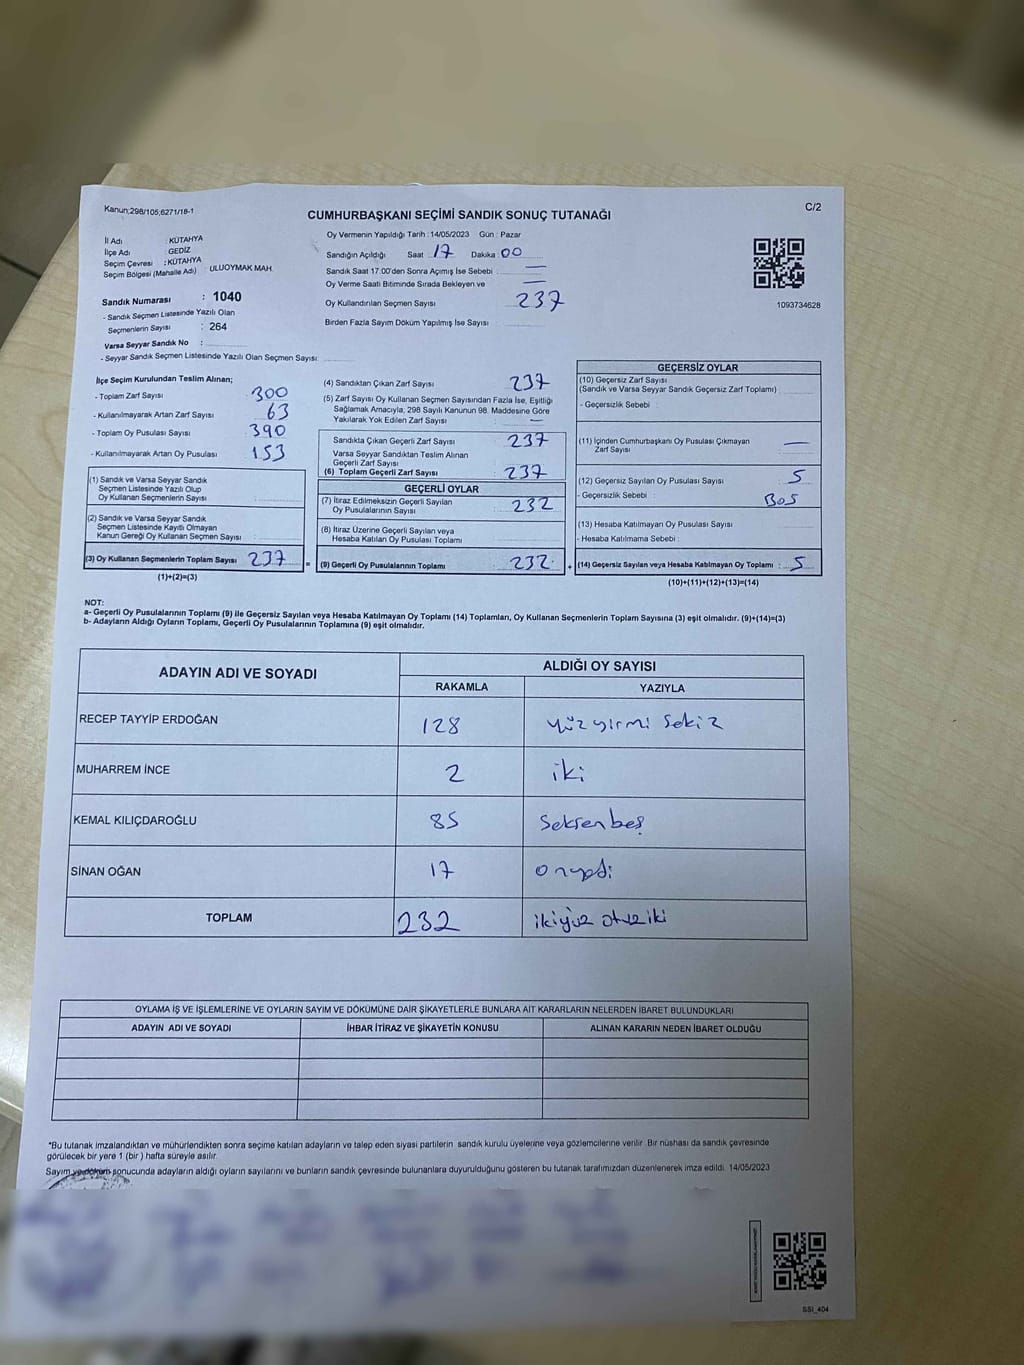 Kanun;298/105;6271/18-1
C/2
CUMHURBAŞKANI SEÇİMİ SANDIK SONUÇ TUTANAĞI
İl Adı : KÜTAHYA
İlçe Adı : GEDİZ
Seçim Çevresi : KÜTAHYA
Seçim Bölgesi (Mahalle Adı) ULUOYMAK MAH.
Sandık Numarası : 1040
- Sandık Seçmen Listesinde Yazılı Olan
Seçmenlerin Sayısı : 264
Varsa Seyyar Sandık No :
- Seyyar Sandık Seçmen Listesinde Yazılı Olan Seçmen Sayısı:
Oy Vermenin Yapıldığı Tarih :14/05/2023 Gün : Pazar
Sandığın Açıldığı Saat 17 Dakika 00
Sandık Saat 17:00'den Sonra Açımış İse Sebebi : —
Oy Verme Saati Bitiminde Sırada Bekleyen ve —
Oy Kullandırılan Seçmen Sayısı 237
Birden Fazla Sayım Döküm Yapılmış İse Sayısı
1093734628
İlçe Seçim Kurulundan Teslim Alınan;
- Toplam Zarf Sayısı 300
- Kullanılmayarak Artan Zarf Sayısı 63
- Toplam Oy Pusulası Sayısı 390
- Kullanılmayarak Artan Oy Pusulası 153
(1) Sandık ve Varsa Seyyar Sandık
Seçmen Listesinde Yazılı Olup
Oy Kullanan Seçmenlerin Sayısı
(2) Sandık ve Varsa Seyyar Sandık
Seçmen Listesinde Kayıtlı Olmayan
Kanun Gereği Oy Kullanan Seçmen Sayısı :
(3) Oy Kullanan Seçmenlerin Toplam Sayısı 237
(1)+(2)=(3)
(4) Sandıktan Çıkan Zarf Sayısı 237
(5) Zarf Sayısı Oy Kullanan Seçmen Sayısından Fazla İse, Eşitliği
Sağlamak Amacıyla, 298 Sayılı Kanunun 98. Maddesine Göre
Yakılarak Yok Edilen Zarf Sayısı : —
Sandıkta Çıkan Geçerli Zarf Sayısı 237
Varsa Seyyar Sandıktan Teslim Alınan
Geçerli Zarf Sayısı
(6) Toplam Geçerli Zarf Sayısı : 237
GEÇERLİ OYLAR
(7) İtiraz Edilmeksizin Geçerli Sayılan
Oy Pusulalarının Sayısı : 232
(8) İtiraz Üzerine Geçerli Sayılan veya
Hesaba Katılan Oy Pusulası Toplamı
= (9) Geçerli Oy Pusulalarının Toplamı : 232 +
GEÇERSİZ OYLAR
(10) Geçersiz Zarf Sayısı
(Sandık ve Varsa Seyyar Sandık Geçersiz Zarf Toplamı) :
- Geçersizlik Sebebi :
(11) İçinden Cumhurbaşkanı Oy Pusulası Çıkmayan
Zarf Sayısı —
(12) Geçersiz Sayılan Oy Pusulası Sayısı 5
- Geçersizlik Sebebi : BOS
(13) Hesaba Katılmayan Oy Pusulası Sayısı
- Hesaba Katılmama Sebebi :
(14) Geçersiz Sayılan veya Hesaba Katılmayan Oy Toplamı : 5
(10)+(11)+(12)+(13)=(14)
NOT:
a- Geçerli Oy Pusulalarının Toplamı (9) ile Geçersiz Sayılan veya Hesaba Katılmayan Oy Toplamı (14) Toplamları, Oy Kullanan Seçmenlerin Toplam Sayısına (3) eşit olmalıdır. (9)+(14)=(3)
b- Adayların Aldığı Oyların Toplamı, Geçerli Oy Pusulalarının Toplamına (9) eşit olmalıdır.
ADAYIN ADI VE SOYADI
ALDIĞI OY SAYISI
RAKAMLA YAZIYLA
RECEP TAYYİP ERDOĞAN 128 yüzyirmi sekiz
MUHARREM İNCE 2 iki
KEMAL KILIÇDAROĞLU 85 Seksenbeş
SİNAN OĞAN 17 onyedi
TOPLAM 232 ikiyüz otuziki
OYLAMA İŞ VE İŞLEMLERİNE VE OYLARIN SAYIM VE DÖKÜMÜNE DAİR ŞİKAYETLERLE BUNLARA AİT KARARLARIN NELERDEN İBARET BULUNDUKLARI
ADAYIN ADI VE SOYADI İHBAR İTİRAZ VE ŞİKAYETİN KONUSU ALINAN KARARIN NEDEN İBARET OLDUĞU
*Bu tutanak imzalandıktan ve mühürlendikten sonra seçime katılan adayların ve talep eden siyasi partilerin sandık kurulu üyelerine veya gözlemcilerine verilir. Bir nüshası da sandık çevresinde
görülecek bir yere 1 (bir) hafta süreyle asılır.
Sayım ve döküm sonucunda adayların aldığı oyların sayılarını ve bunların sandık çevresinde bulunanlara duyurulduğunu gösteren bu tutanak tarafımızdan düzenlenerek imza edildi. 14/05/2023
SSI_404